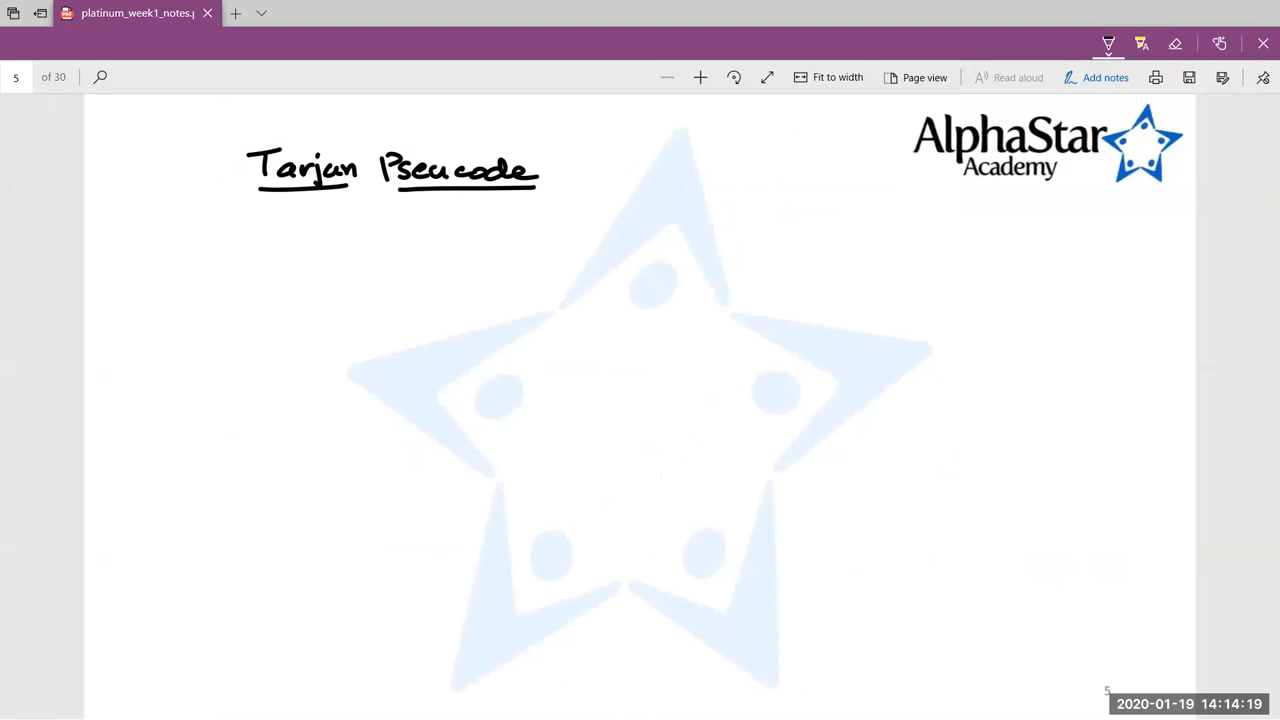 platinum_week1_notes.p
5 of 30
Fit to width
Page view
Read aloud
Add notes
AlphaStar
Academy
Tarjan Pseucode
5
2020-01-19 14:14:19